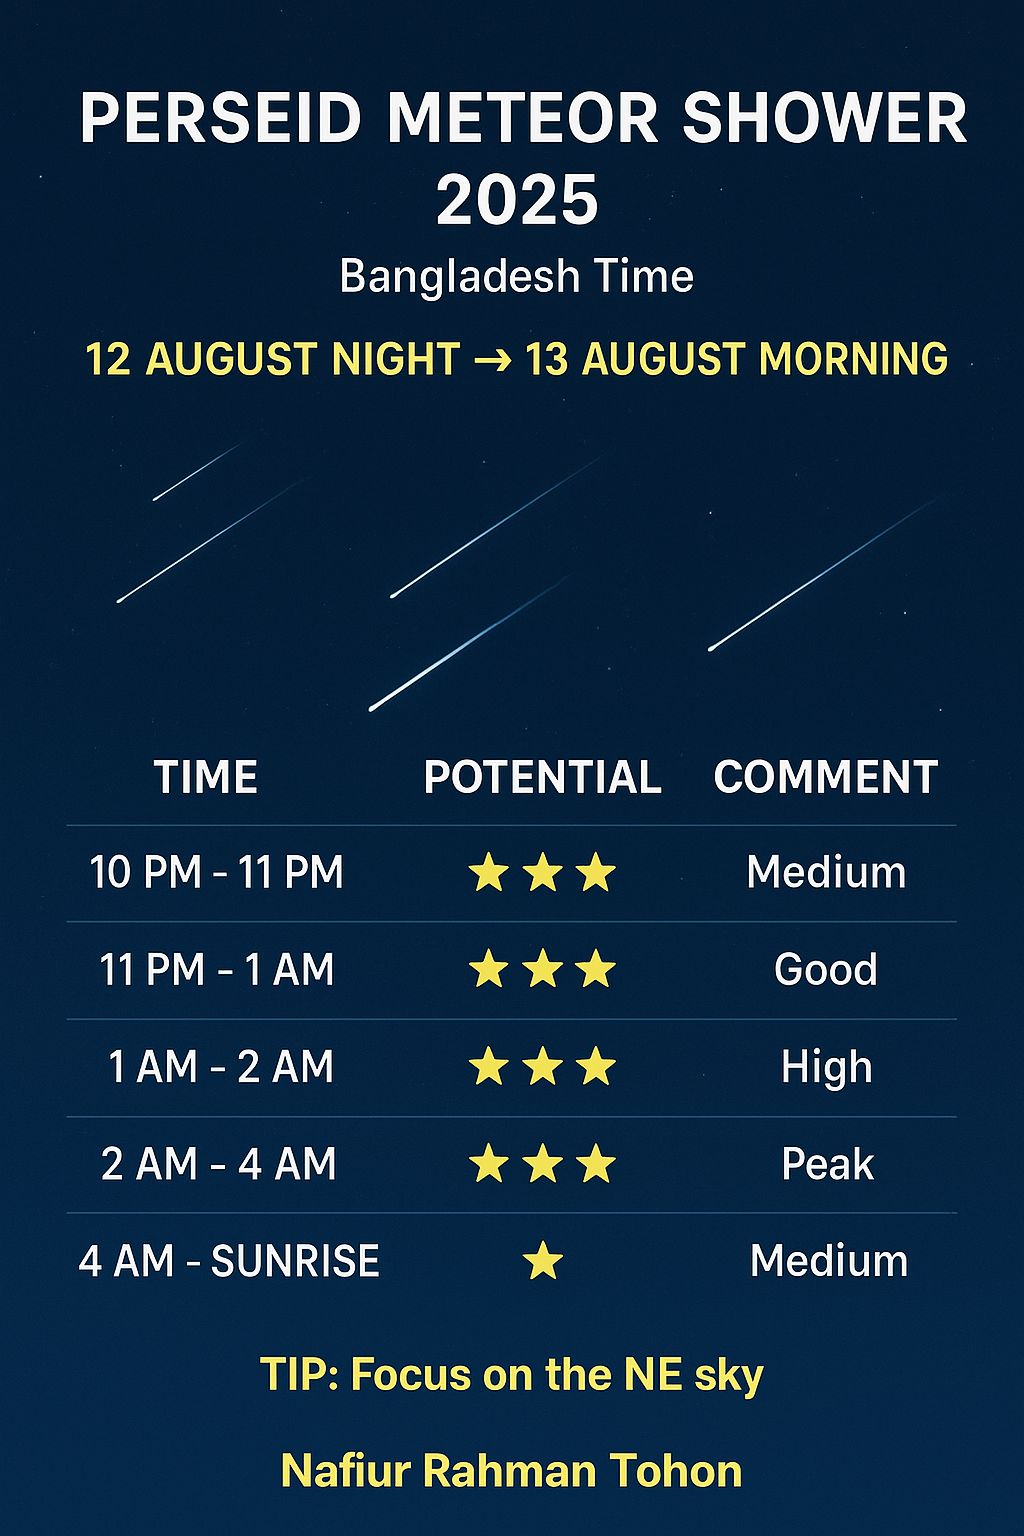 PERSEID METEOR SHOWER
2025
Bangladesh Time
12 AUGUST NIGHT → 13 AUGUST MORNING
TIME POTENTIAL COMMENT
10 PM - 11 PM ★ ★ ★ Medium
11 PM - 1 AM ★ ★ ★ Good
1 AM - 2 AM ★ ★ ★ High
2 AM - 4 AM ★ ★ ★ Peak
4 AM - SUNRISE ★ Medium
TIP: Focus on the NE sky
Nafiur Rahman Tohon